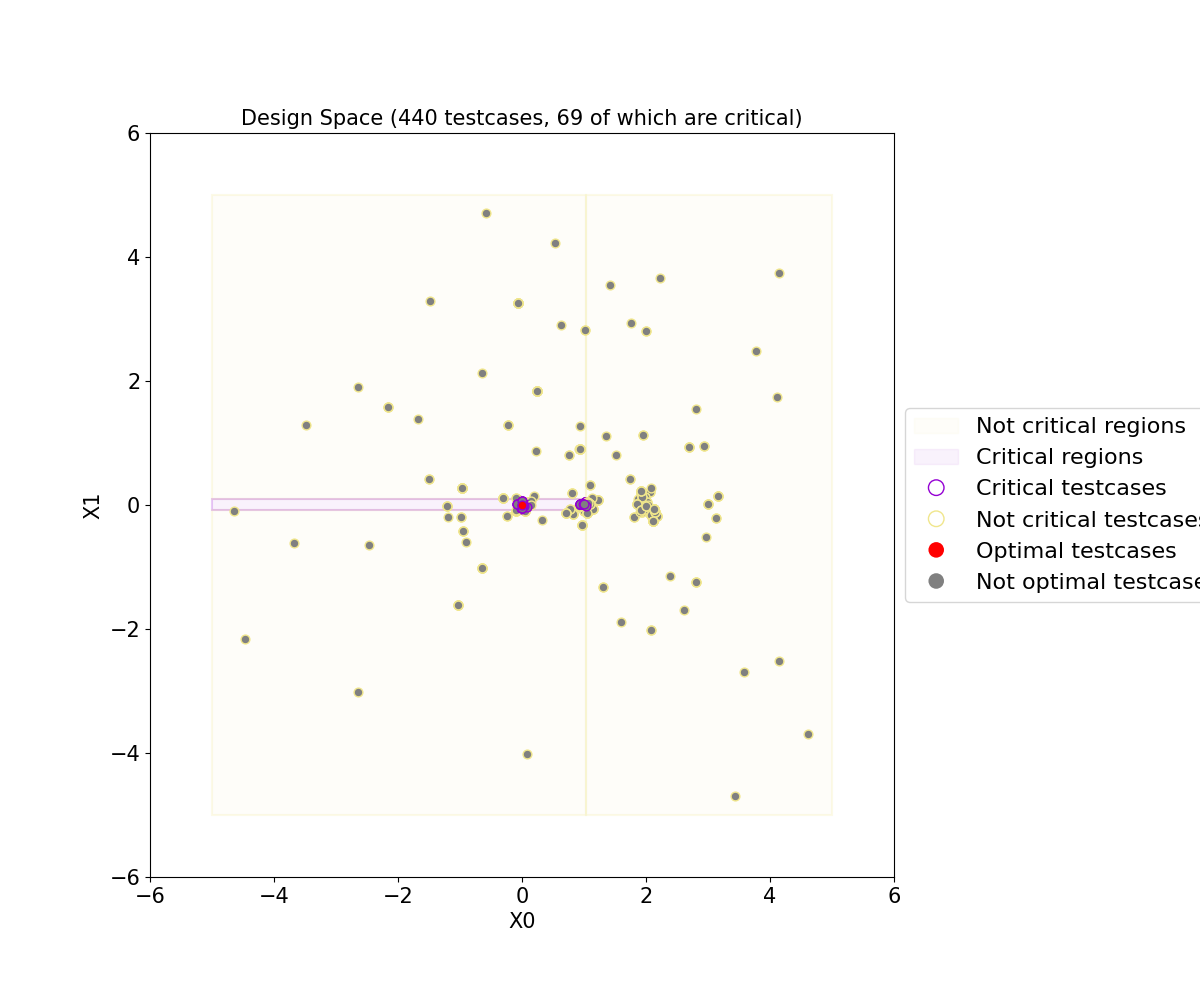 Design Space (440 testcases, 69 of which are critical)
6
4
2
0
−2
−4
−6
X1
−6
−4
−2
0
2
4
6
X0
Not critical regions
Critical regions
Critical testcases
Not critical testcases
Optimal testcases
Not optimal testcase